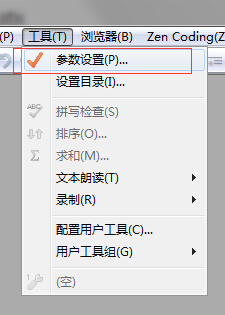 (P) 工具(T) 浏览器(B) Zen Coding(Z
参数设置(P)...
设置目录(I)...
ABC 拼写检查(S)
排序(O)...
Σ 求和(M)...
文本朗读(T)
录制(R)
配置用户工具(C)...
用户工具组(G)
1 (空)